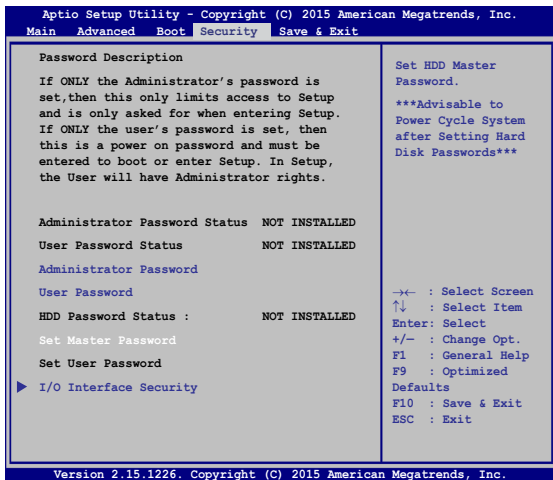 Aptio Setup Utility - Copyright (C) 2015 American Megatrends, Inc.
Main Advanced Boot Security Save & Exit
Password Description
If ONLY the Administrator's password is
set,then this only limits access to Setup
and is only asked for when entering Setup.
If ONLY the user's password is set, then
this is a power on password and must be
entered to boot or enter Setup. In Setup,
the User will have Administrator rights.
Administrator Password Status NOT INSTALLED
User Password Status NOT INSTALLED
Administrator Password
User Password
HDD Password Status : NOT INSTALLED
Set Master Password
Set User Password
I/O Interface Security
Set HDD Master
Password.
***Advisable to
Power Cycle System
after Setting Hard
Disk Passwords***
→← : Select Screen
↑↓ : Select Item
Enter: Select
+/— : Change Opt.
F1 : General Help
F9 : Optimized
Defaults
F10 : Save & Exit
ESC : Exit
Version 2.15.1226. Copyright (C) 2015 American Megatrends, Inc.